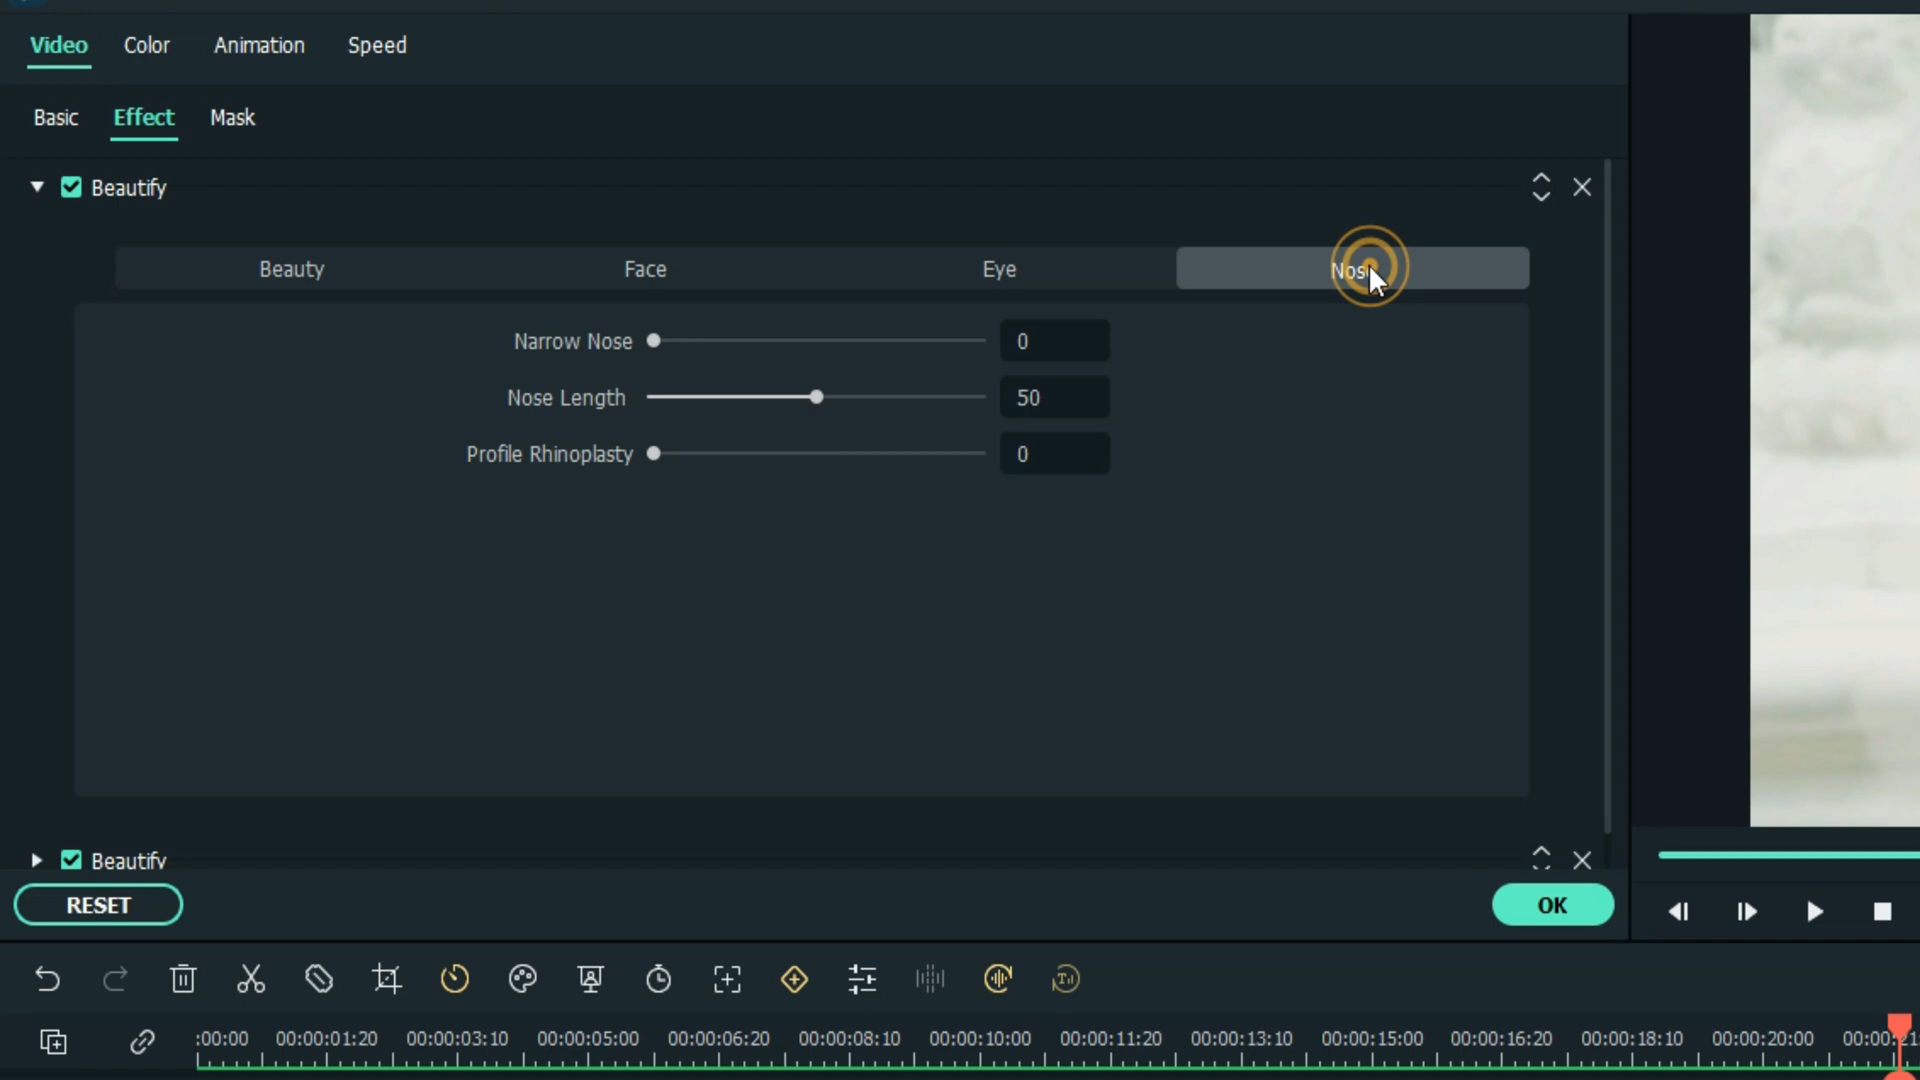 Video Color Animation Speed
Basic Effect Mask
Beautify
Beauty Face Eye Nose
Narrow Nose 0
Nose Length 50
Profile Rhinoplasty 0
Beautify
RESET OK
:00:00 00:00:01:20 00:00:03:10 00:00:05:00 00:00:06:20 00:00:08:10 00:00:10:00 00:00:11:20 00:00:13:10 00:00:15:00 00:00:16:20 00:00:18:10 00:00:20:00